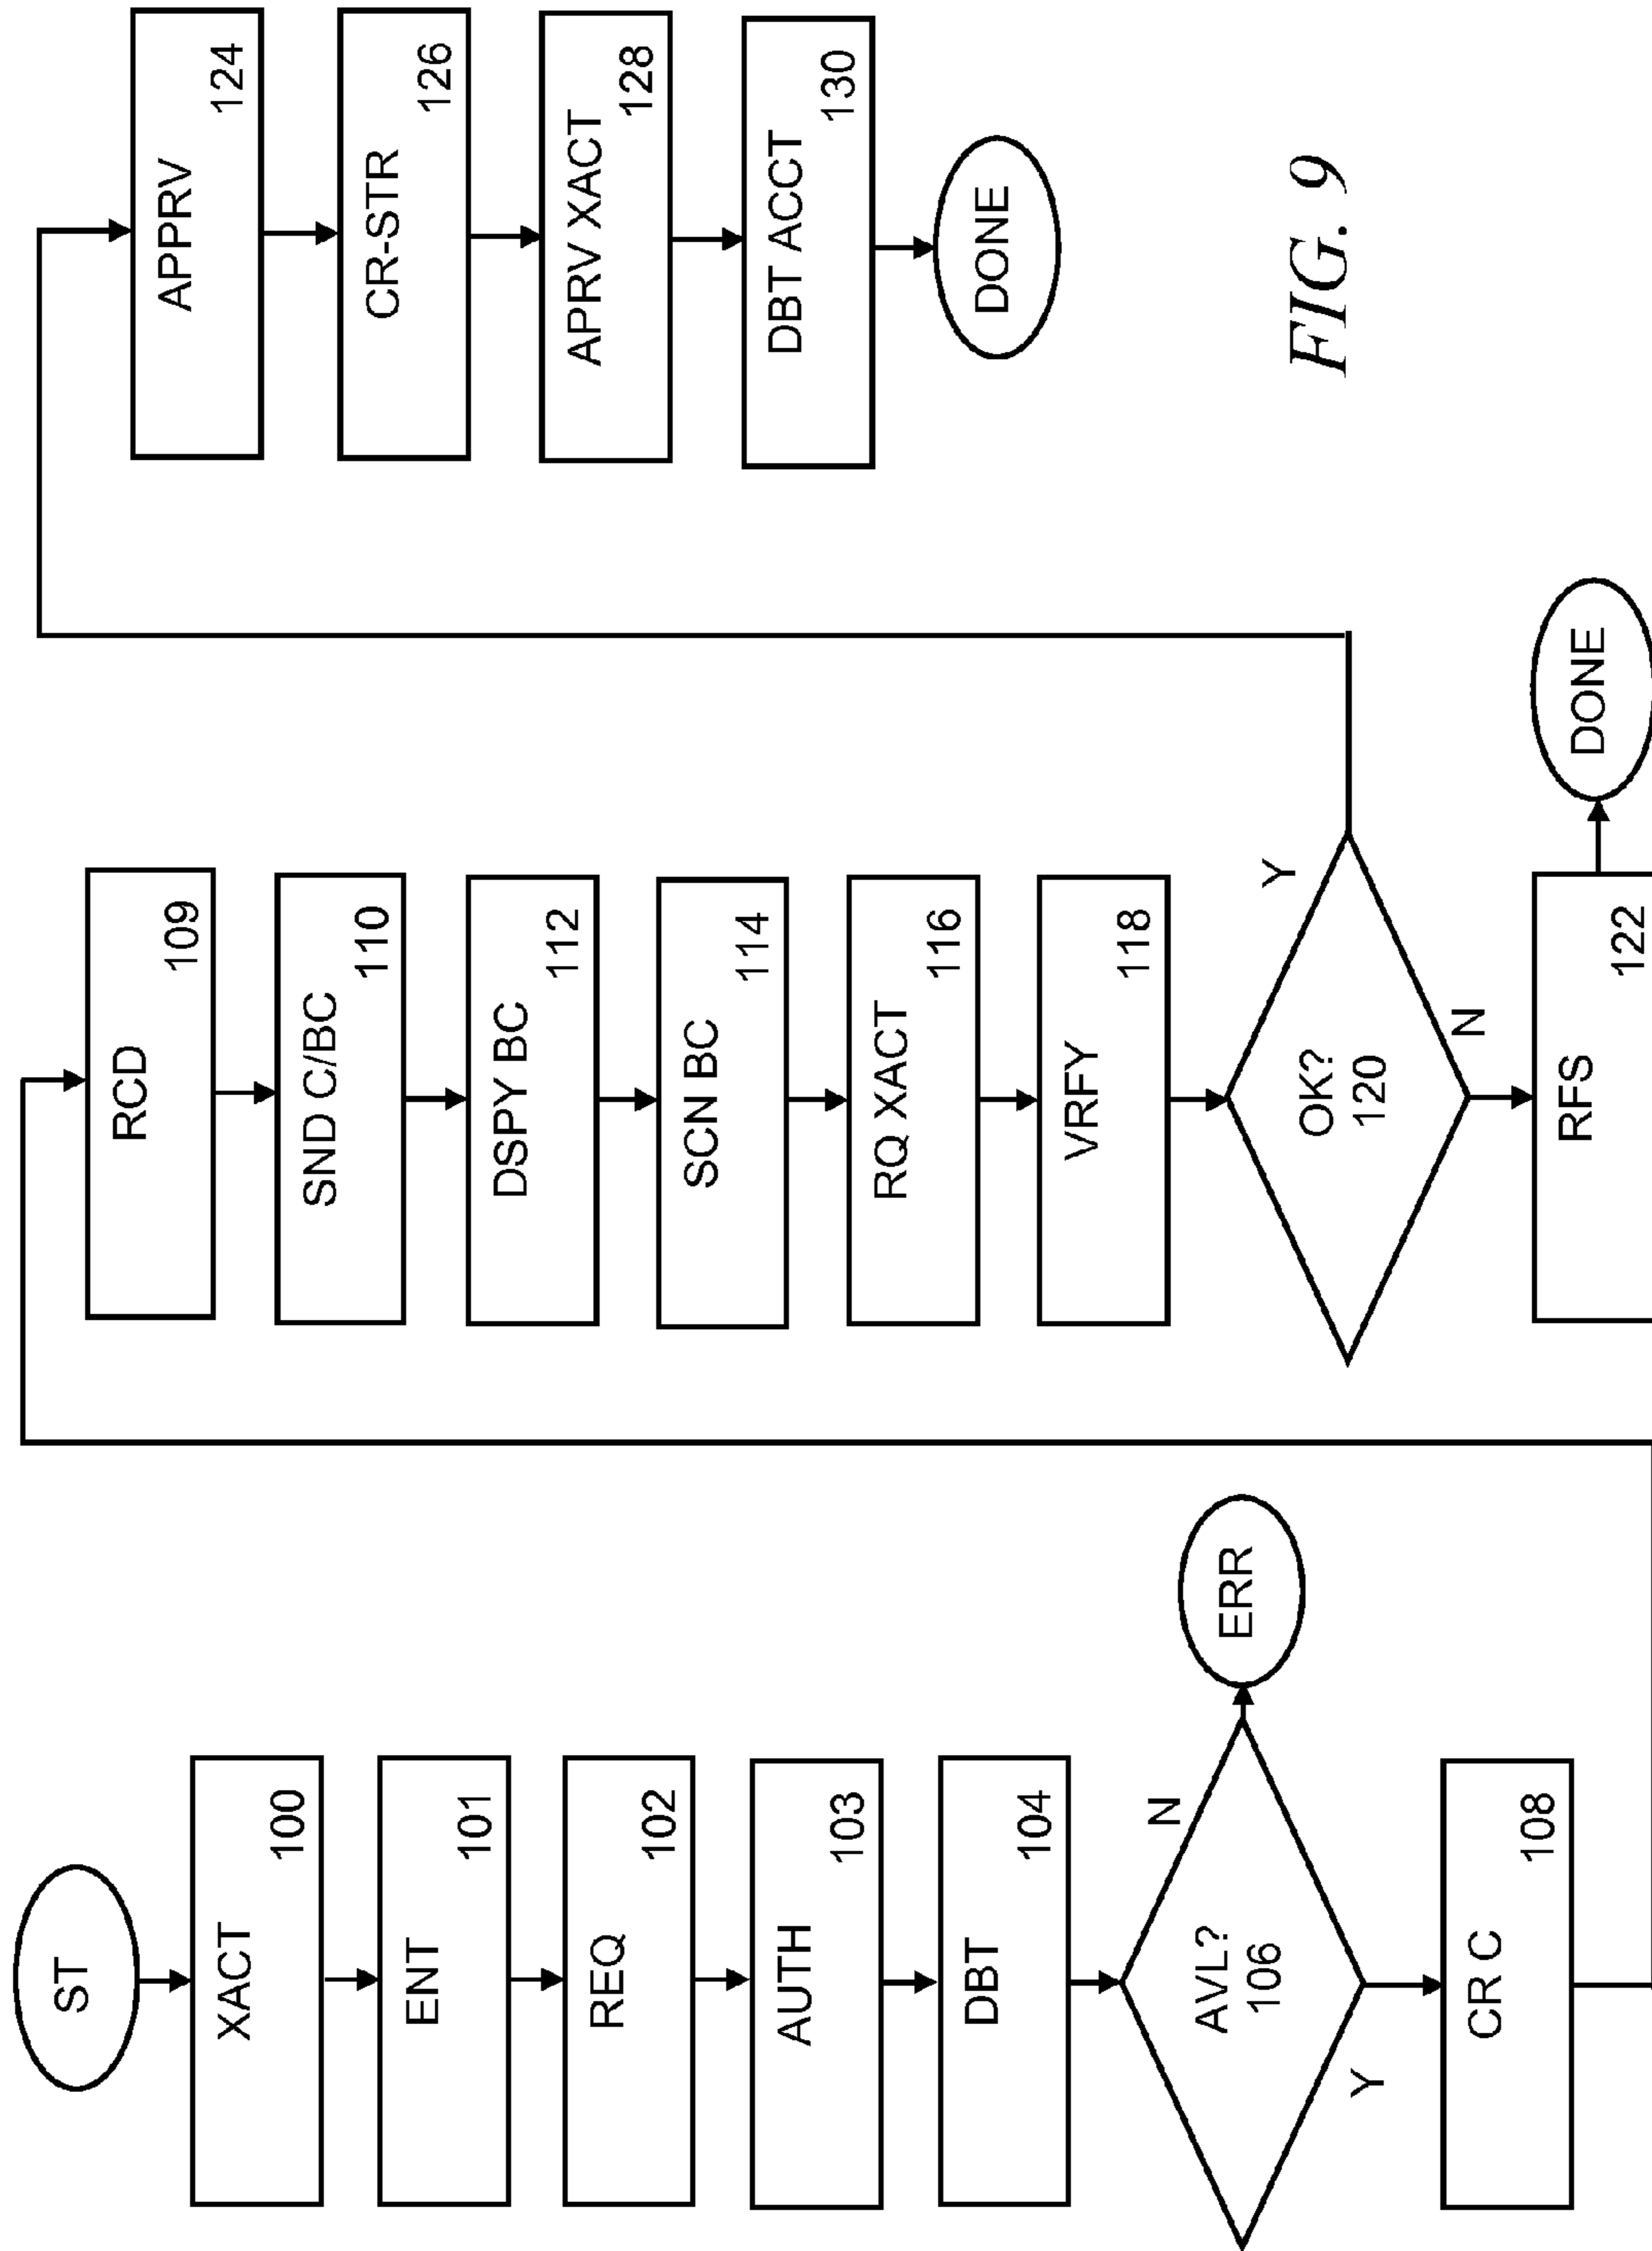 ST
XACT
100
ENT
101
REQ
102
AUTH
103
DBT
104
AVL?
106
N
ERR
Y
CR C
108
RCD
109
SND C/BC
110
DSPY BC
112
SCN BC
114
RQ XACT
116
VRFY
118
OK?
120
Y
N
RFS
122
DONE
APPRV
124
CR-STR
126
APRV XACT
128
DBT ACCT
130
DONE
FIG. 9